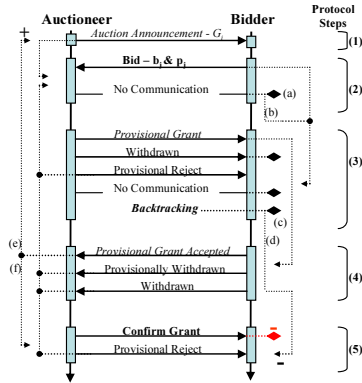 Auctioneer Bidder Protocol Steps
+ Auction Announcement - Gi (1)
Bid – bj & pj
No Communication (a) (2)
(b)
Provisional Grant (3)
Withdrawn
Provisional Reject
No Communication
Backtracking (c)
(d)
(e) Provisional Grant Accepted
(f) Provisionally Withdrawn (4)
Withdrawn
Confirm Grant -
Provisional Reject - (5)